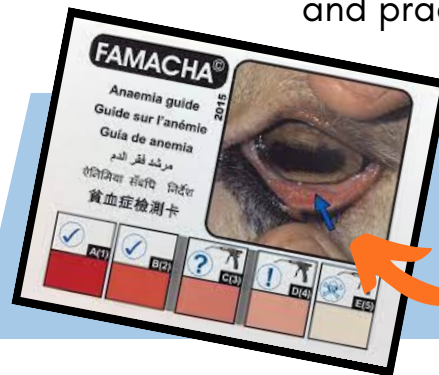 and prac
FAMACHA©
2015
Anaemia guide
Guide sur l'anémie
Guía de anemia
مرشد فقر الدم
ऐनिमिया निर्देश
貧血症檢測卡
A(1) B(2) ? C(3) ! D(4) E(5)